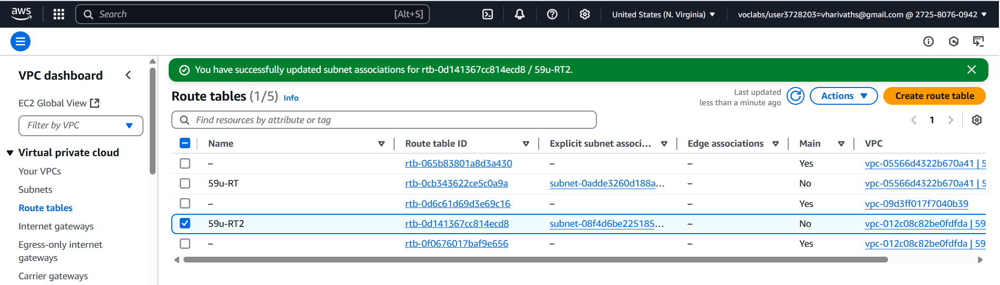 aws
Search [Alt+S]
United States (N. Virginia)
voclabs/user3728203=vharivaths@gmail.com @ 2725-8076-0942
VPC dashboard
EC2 Global View
Filter by VPC
Virtual private cloud
Your VPCs
Subnets
Route tables
Internet gateways
Egress-only internet
gateways
Carrier gateways
You have successfully updated subnet associations for rtb-0d141367cc814ecd8 / 59u-RT2.
Route tables (1/5) Info
Last updated
less than a minute ago
Actions
Create route table
Find resources by attribute or tag
1
Name Route table ID Explicit subnet associ... Edge associations Main VPC
– rtb-065b83801a8d3a430 – – Yes vpc-05566d4322b670a41 | 5
59u-RT rtb-0cb343622ce5c0a9a subnet-0adde3260d188a... – No vpc-05566d4322b670a41 | 5
– rtb-0d6c61d69d3e69c16 – – Yes vpc-09d3ff017f7040b39
59u-RT2 rtb-0d141367cc814ecd8 subnet-08f4d6be225185... – No vpc-012c08c82be0fdfda | 59
– rtb-0f0676017baf9e656 – – Yes vpc-012c08c82be0fdfda | 59